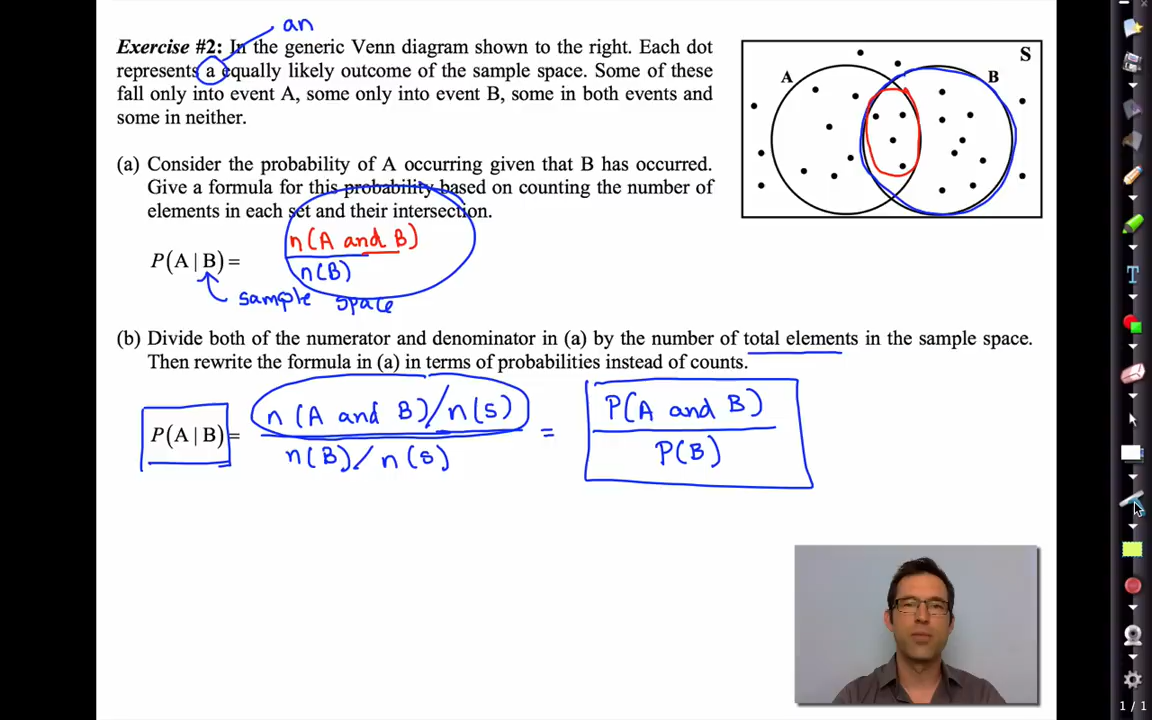 an
Exercise #2: In the generic Venn diagram shown to the right. Each dot
represents a equally likely outcome of the sample space. Some of these
fall only into event A, some only into event B, some in both events and
some in neither.
S
A
B
(a) Consider the probability of A occurring given that B has occurred.
Give a formula for this probability based on counting the number of
elements in each set and their intersection.
P(A | B) = n(A and B)
n(B)
sample space
(b) Divide both of the numerator and denominator in (a) by the number of total elements in the sample space.
Then rewrite the formula in (a) in terms of probabilities instead of counts.
P(A | B) = n(A and B)/n(S) = P(A and B)
n(B)/n(S) P(B)
T
1 / 1